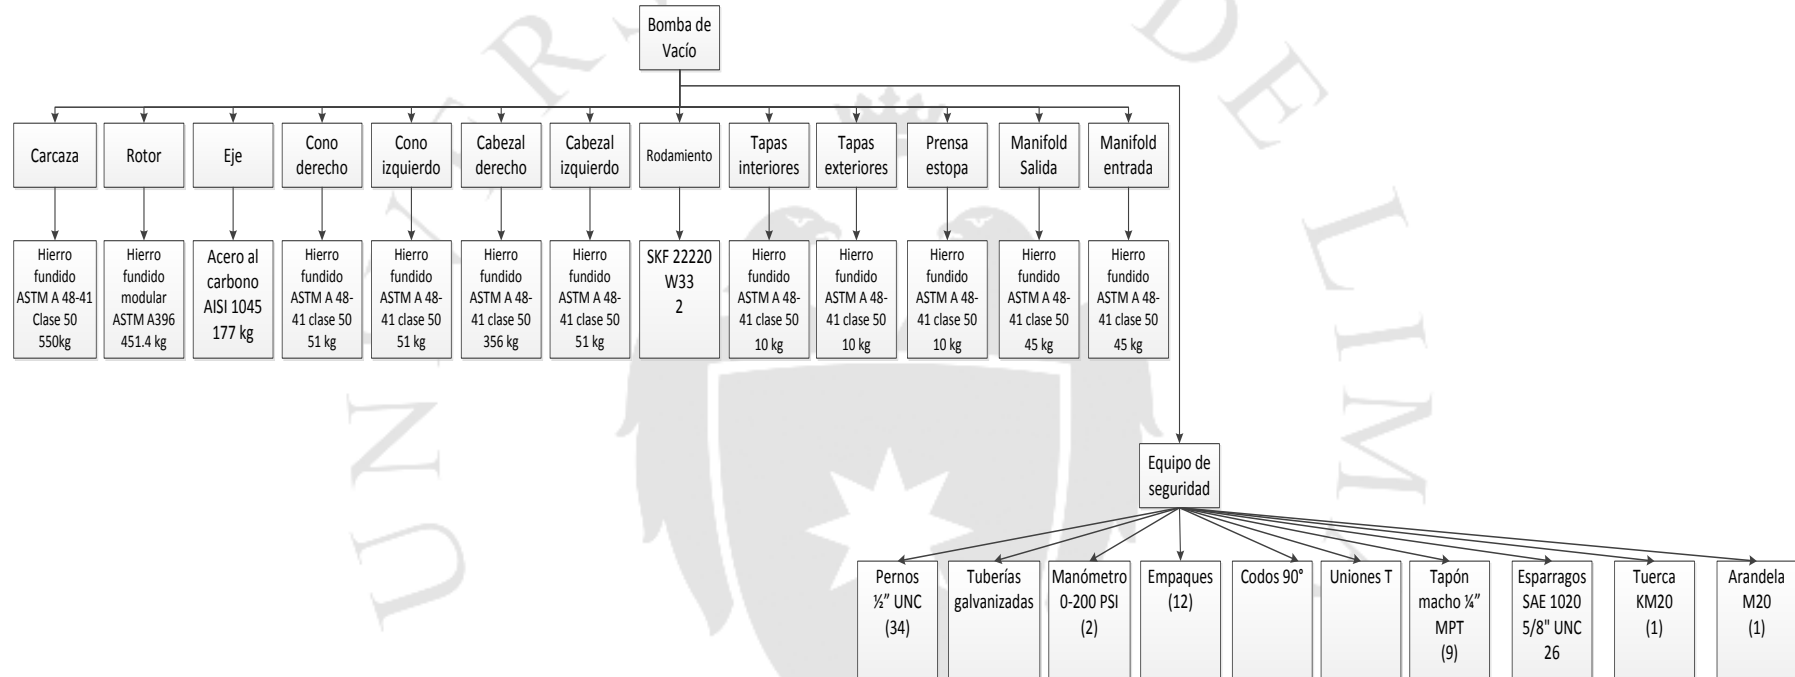 Bomba de
Vacío
Carcaza
Rotor
Eje
Cono
derecho
Cono
izquierdo
Cabezal
derecho
Cabezal
izquierdo
Rodamiento
Tapas
interiores
Tapas
exteriores
Prensa
estopa
Manifold
Salida
Manifold
entrada
Hierro
fundido
ASTM A 48-41
Clase 50
550kg
Hierro
fundido
modular
ASTM A396
451.4 kg
Acero al
carbono
AISI 1045
177 kg
Hierro
fundido
ASTM A 48-
41 clase 50
51 kg
Hierro
fundido
ASTM A 48-
41 clase 50
51 kg
Hierro
fundido
ASTM A 48-
41 clase 50
356 kg
Hierro
fundido
ASTM A 48-
41 clase 50
51 kg
SKF 22220
W33
2
Hierro
fundido
ASTM A 48-
41 clase 50
10 kg
Hierro
fundido
ASTM A 48-
41 clase 50
10 kg
Hierro
fundido
ASTM A 48-
41 clase 50
10 kg
Hierro
fundido
ASTM A 48-
41 clase 50
45 kg
Hierro
fundido
ASTM A 48-
41 clase 50
45 kg
Equipo de
seguridad
Pernos
½” UNC
(34)
Tuberías
galvanizadas
Manómetro
0-200 PSI
(2)
Empaques
(12)
Codos 90°
Uniones T
Tapón
macho ¼”
MPT
(9)
Esparragos
SAE 1020
5/8" UNC
26
Tuerca
KM20
(1)
Arandela
M20
(1)